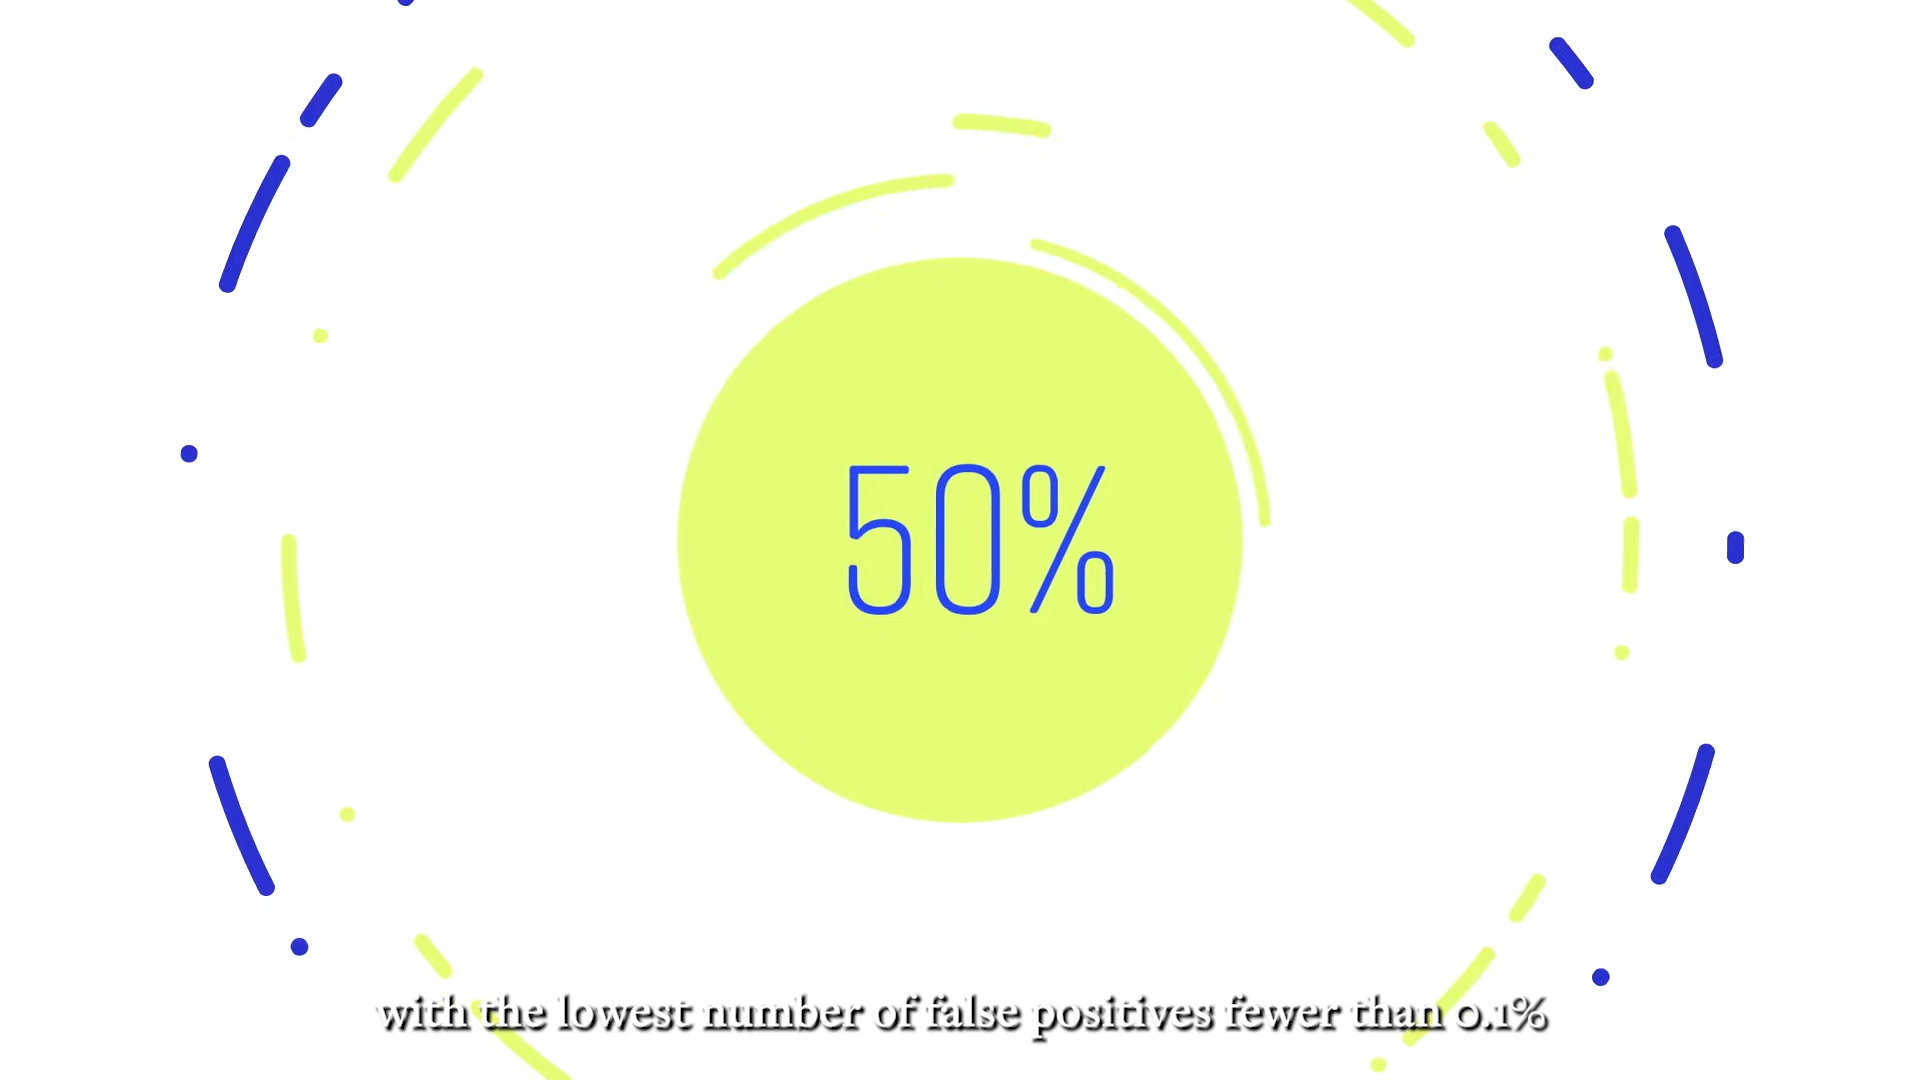 50%
with the lowest number of false positives fewer than 0.1%